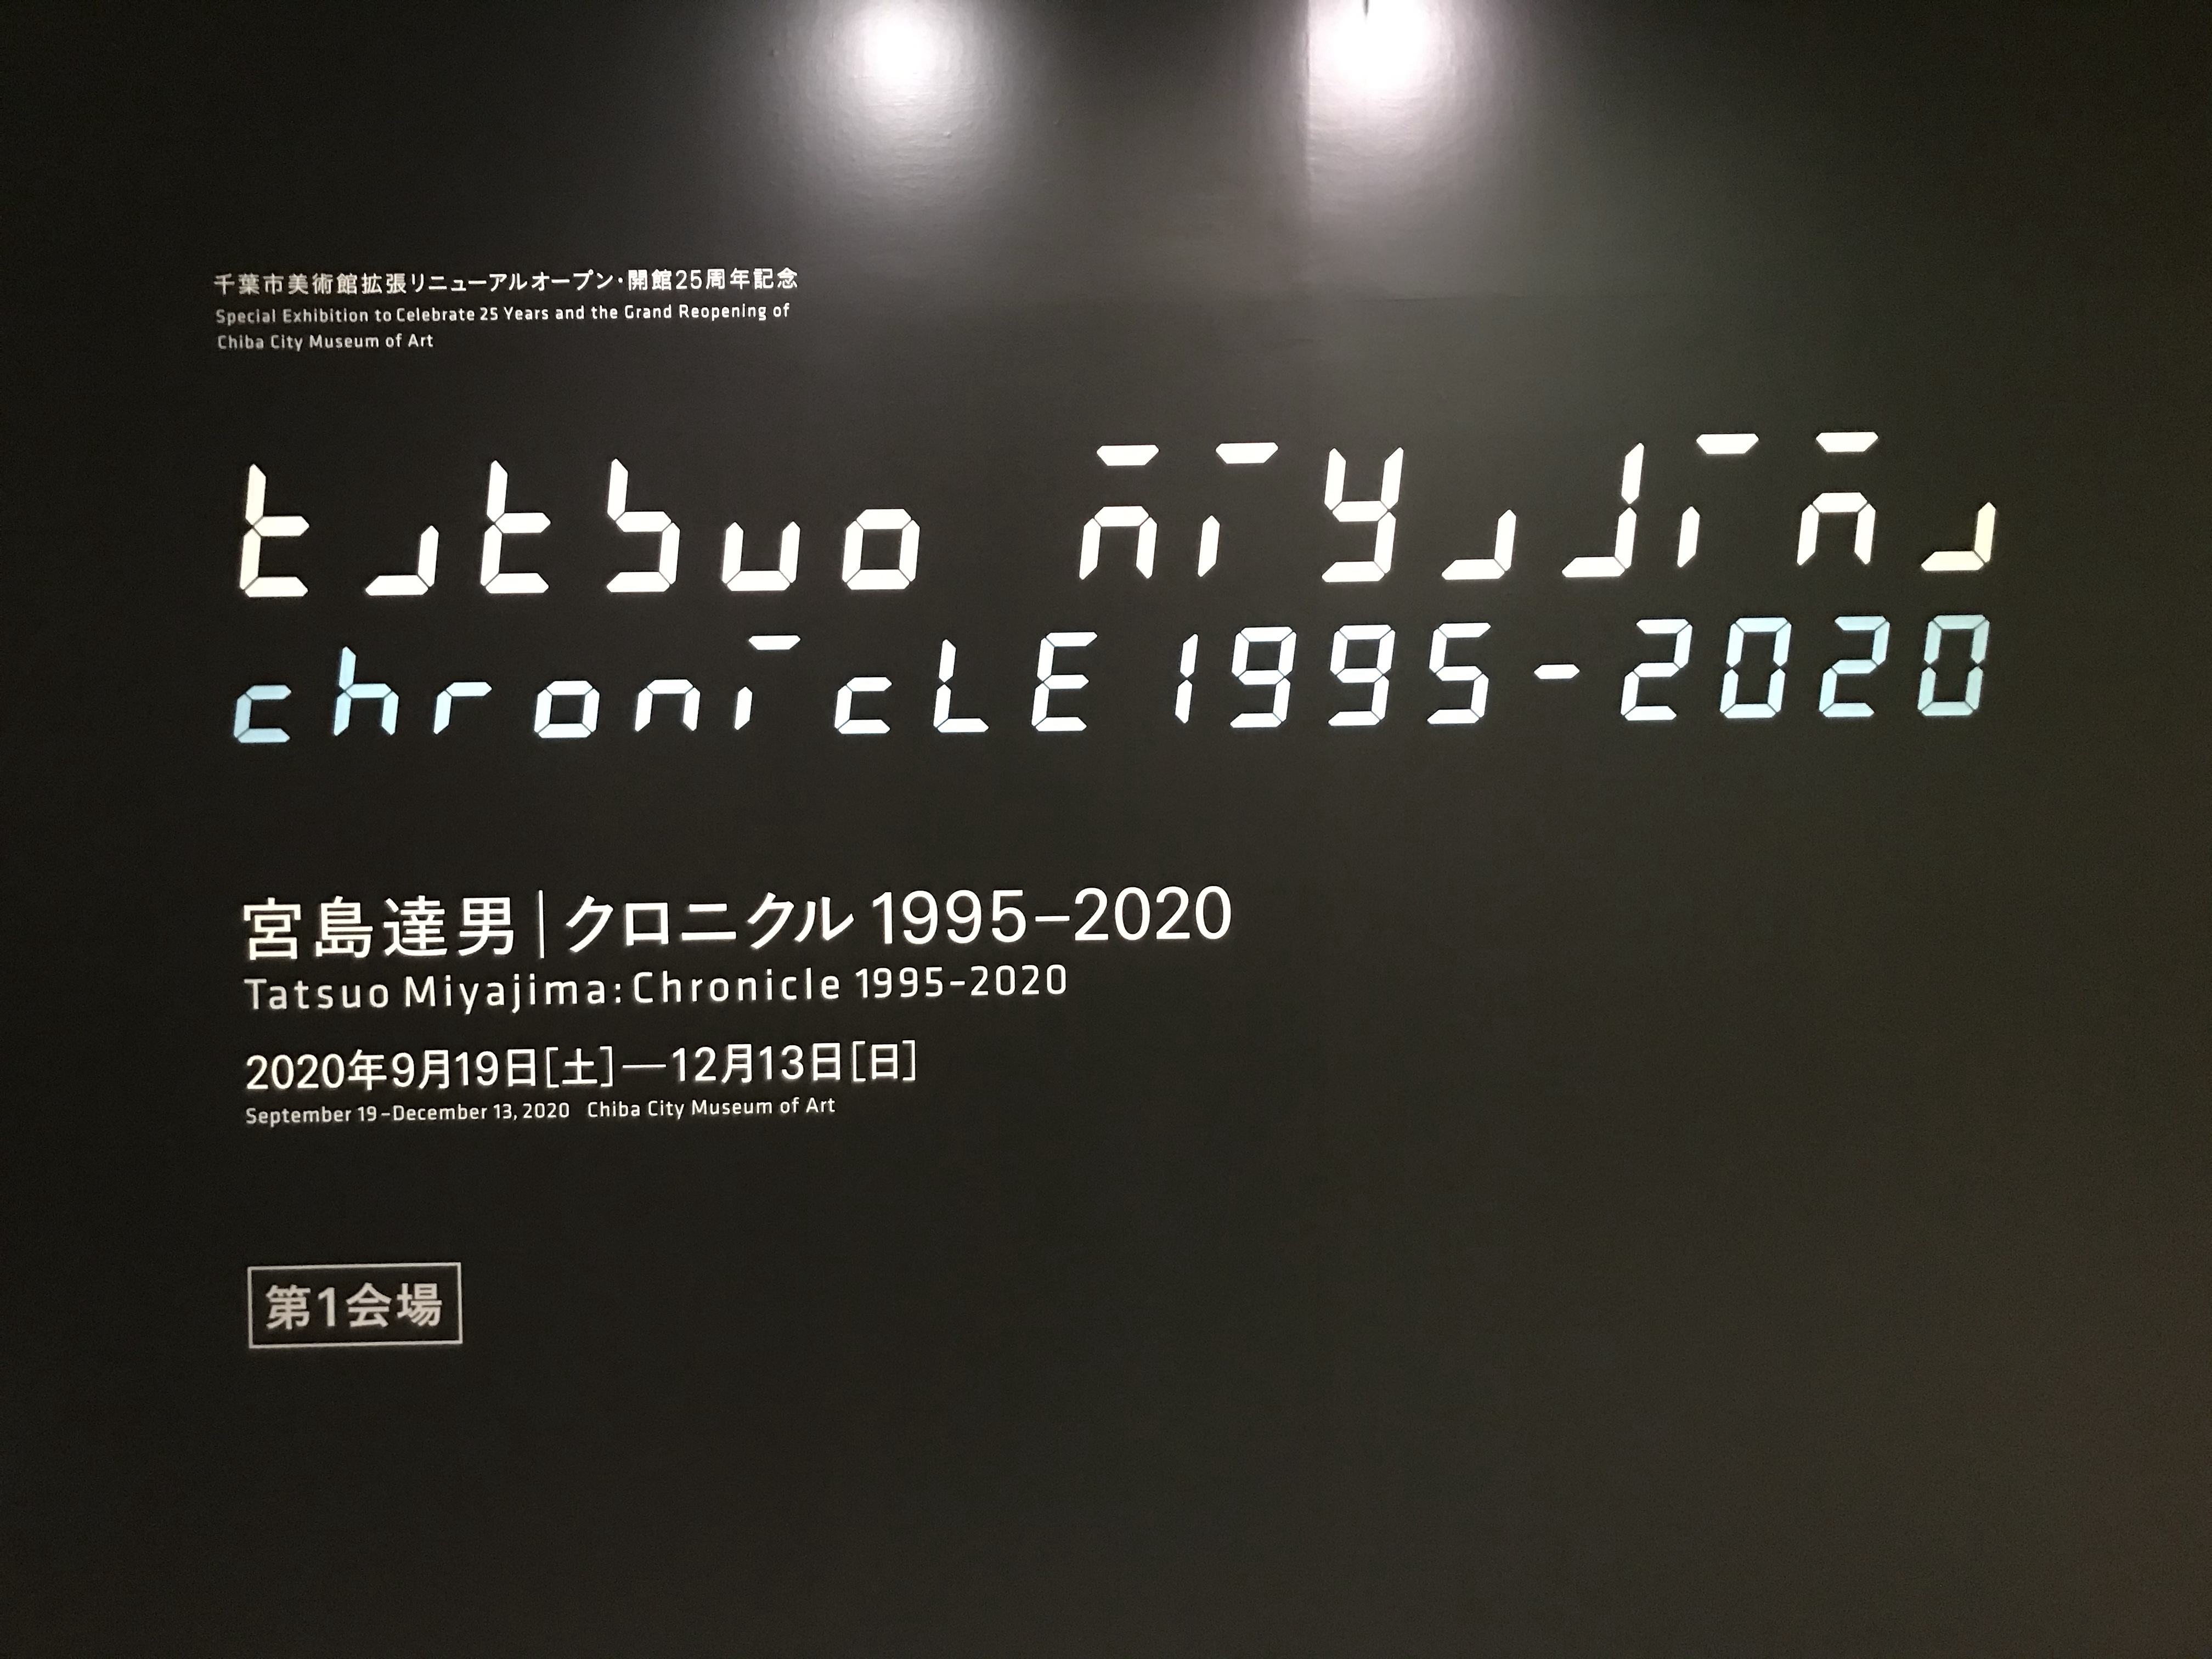 千葉市美術館拡張リニューアルオープン・開館25周年記念
Special Exhibition to Celebrate 25 Years and the Grand Reopening of
Chiba City Museum of Art
tatsuo miyajima
chronicLE 1995-2020
宮島達男|クロニクル 1995–2020
Tatsuo Miyajima: Chronicle 1995-2020
2020年9月19日[土]—12月13日[日]
September 19–December 13, 2020 Chiba City Museum of Art
第1会場